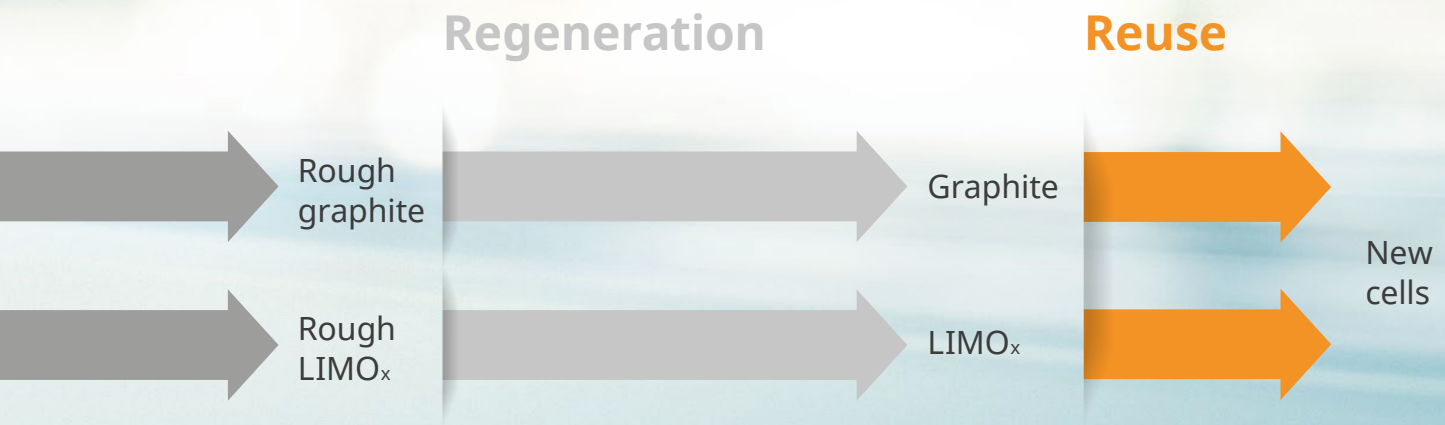 Regeneration
Reuse
Rough
graphite
Graphite
New
cells
Rough
LIMOx
LIMOx